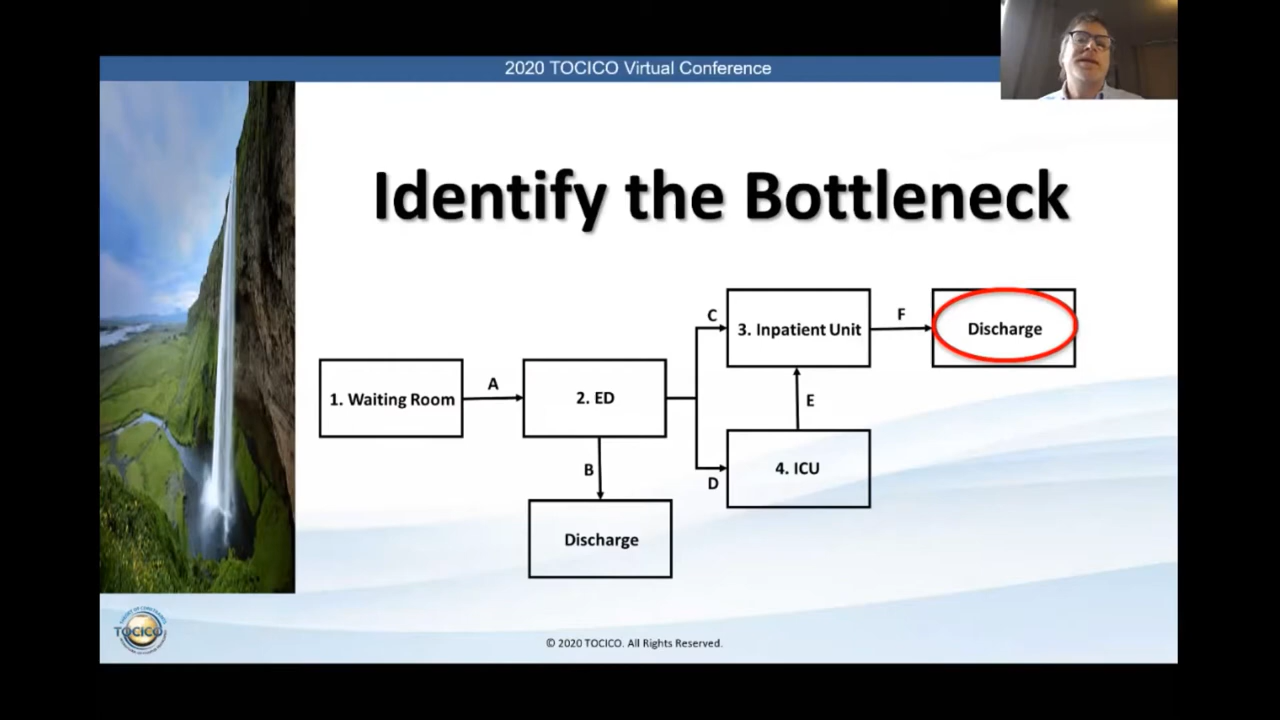 2020 TOCICO Virtual Conference
Identify the Bottleneck
C
3. Inpatient Unit
F
Discharge
1. Waiting Room
A
2. ED
E
B
D
4. ICU
Discharge
TOCICO
© 2020 TOCICO. All Rights Reserved.